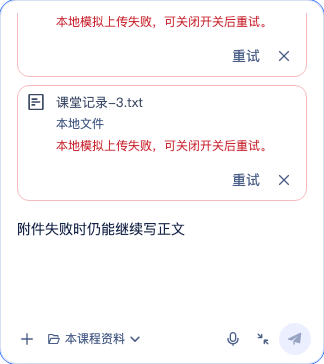 本地模拟上传失败，可关闭开关后重试。
重试
课堂记录-3.txt
本地文件
本地模拟上传失败，可关闭开关后重试。
重试
附件失败时仍能继续写正文
本课程资料